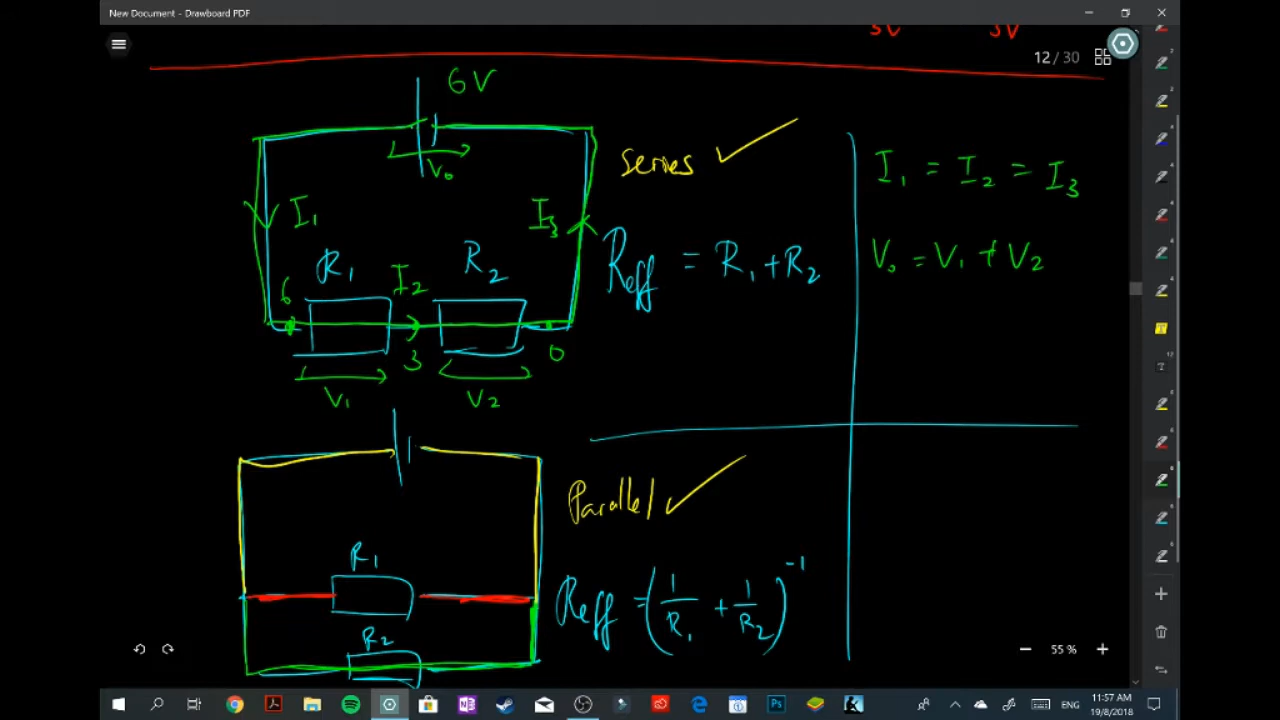 New Document - Drawboard PDF
3V 3V
12 / 30
6V
V₀
Series
I₁ = I₂ = I₃
I₁
I₃
R₁
I₂
R₂
Reff = R₁ + R₂
V₀ = V₁ + V₂
6
3
0
V₁
V₂
Parallel
R₁
Reff = (1/R₁ + 1/R₂)⁻¹
R₂
55 %
ENG
11:57 AM
19/8/2018